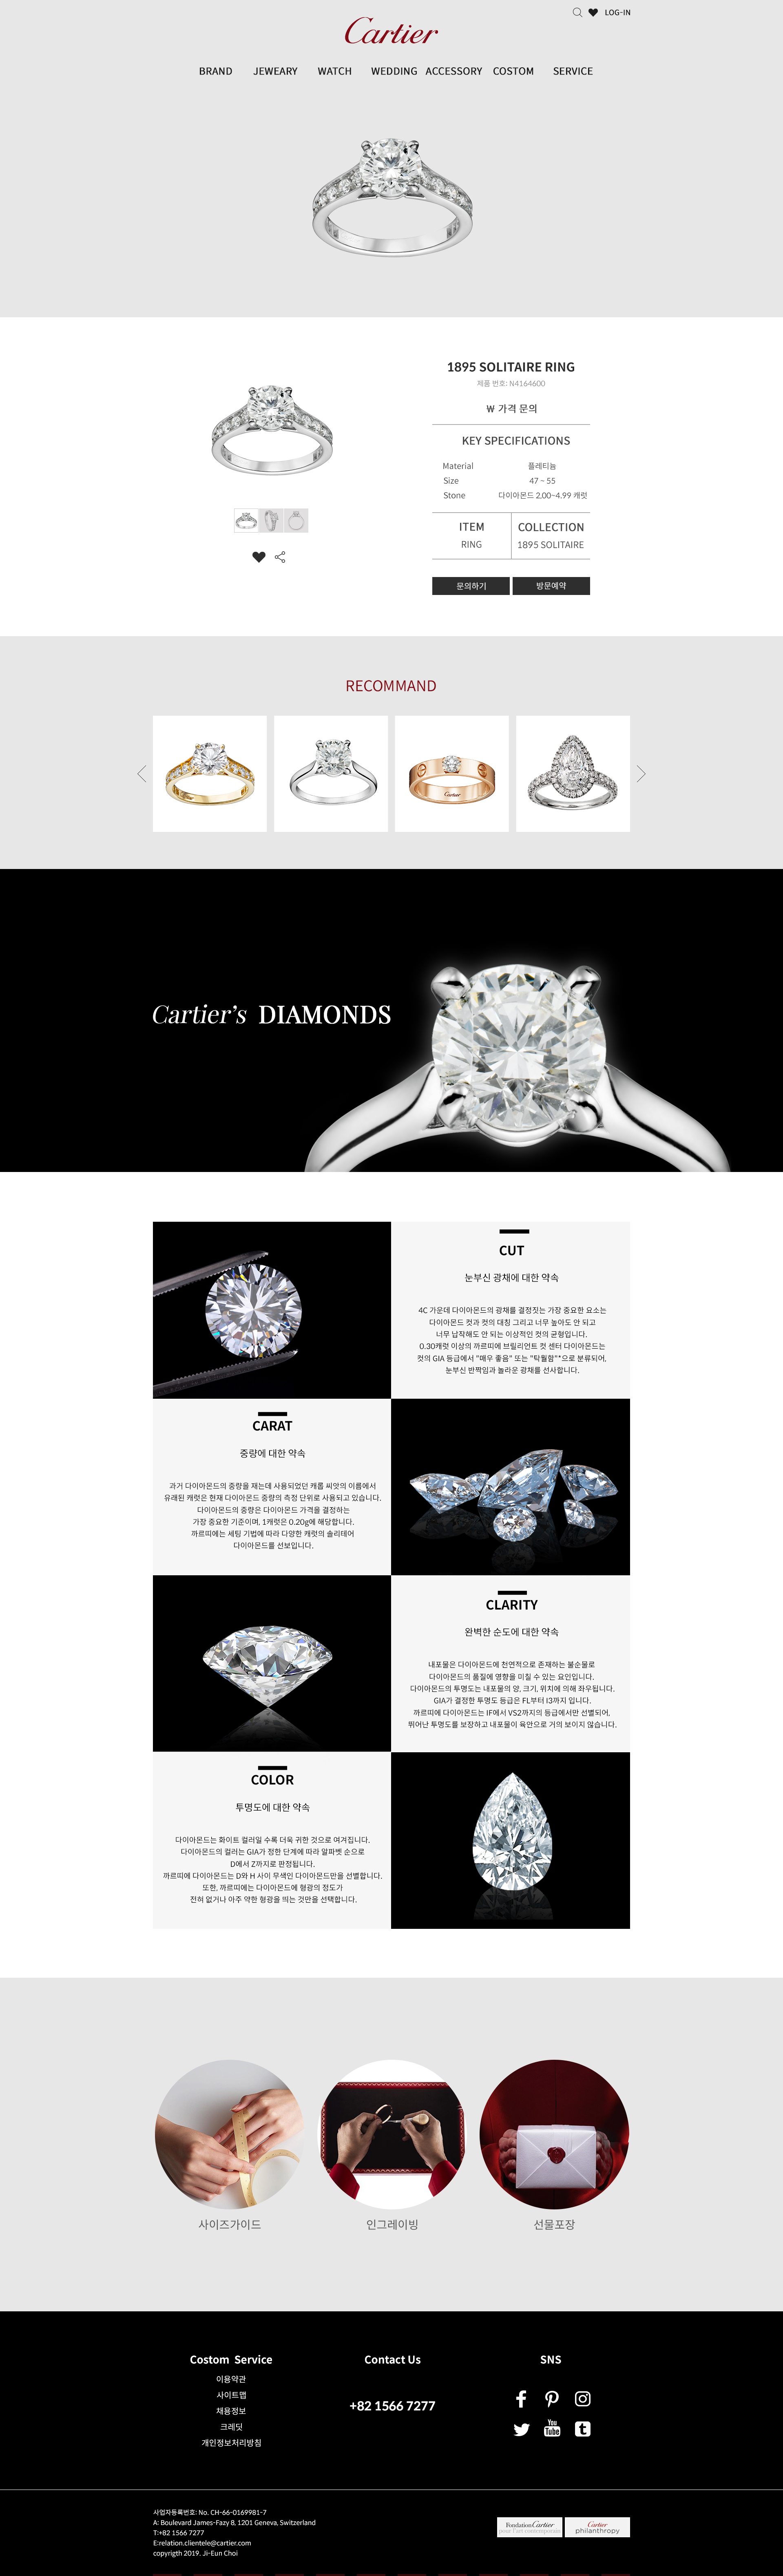 LOG-IN
Cartier
BRAND JEWEARY WATCH WEDDING ACCESSORY COSTOM SERVICE
1895 SOLITAIRE RING
제품 번호: N4164600
₩ 가격 문의
KEY SPECIFICATIONS
Material 플레티늄
Size 47 ~ 55
Stone 다이아몬드 2.00~4.99 캐럿
ITEM COLLECTION
RING 1895 SOLITAIRE
문의하기 방문예약
RECOMMAND
Cartier
Cartier's DIAMONDS
CUT
눈부신 광채에 대한 약속
4C 가운데 다이아몬드의 광채를 결정짓는 가장 중요한 요소는
다이아몬드 컷과 컷의 대칭 그리고 너무 높아도 안 되고
너무 납작해도 안 되는 이상적인 컷의 균형입니다.
0.30캐럿 이상의 까르띠에 브릴리언트 컷 센터 다이아몬드는
컷의 GIA 등급에서 "매우 좋음" 또는 "탁월함"*으로 분류되어,
눈부신 반짝임과 놀라운 광채를 선사합니다.
CARAT
중량에 대한 약속
과거 다이아몬드의 중량을 재는데 사용되었던 캐롭 씨앗의 이름에서
유래된 캐럿은 현재 다이아몬드 중량의 측정 단위로 사용되고 있습니다.
다이아몬드의 중량은 다이아몬드 가격을 결정하는
가장 중요한 기준이며, 1캐럿은 0.20g에 해당합니다.
까르띠에는 세팅 기법에 따라 다양한 캐럿의 솔리테어
다이아몬드를 선보입니다.
CLARITY
완벽한 순도에 대한 약속
내포물은 다이아몬드에 천연적으로 존재하는 불순물로
다이아몬드의 품질에 영향을 미칠 수 있는 요인입니다.
다이아몬드의 투명도는 내포물의 양, 크기, 위치에 의해 좌우됩니다.
GIA가 결정한 투명도 등급은 FL부터 I3까지 입니다.
까르띠에 다이아몬드는 IF에서 VS2까지의 등급에서만 선별되어,
뛰어난 투명도를 보장하고 내포물이 육안으로 거의 보이지 않습니다.
COLOR
투명도에 대한 약속
다이아몬드는 화이트 컬러일 수록 더욱 귀한 것으로 여겨집니다.
다이아몬드의 컬러는 GIA가 정한 단계에 따라 알파벳 순으로
D에서 Z까지로 판정됩니다.
까르띠에 다이아몬드는 D와 H 사이 무색인 다이아몬드만을 선별합니다.
또한, 까르띠에는 다이아몬드에 형광의 정도가
전혀 없거나 아주 약한 형광을 띄는 것만을 선택합니다.
사이즈가이드 인그레이빙 선물포장
Costom Service
이용약관
사이트맵
채용정보
크레딧
개인정보처리방침
Contact Us
+82 1566 7277
SNS
You
Tube
사업자등록번호: No. CH-66-0169981-7
A: Boulevard James-Fazy 8, 1201 Geneva, Switzerland
T:+82 1566 7277
E:relation.clientele@cartier.com
copyrigth 2019. Ji-Eun Choi
Fondation Cartier
pour l'art contemporain
Cartier
philanthropy